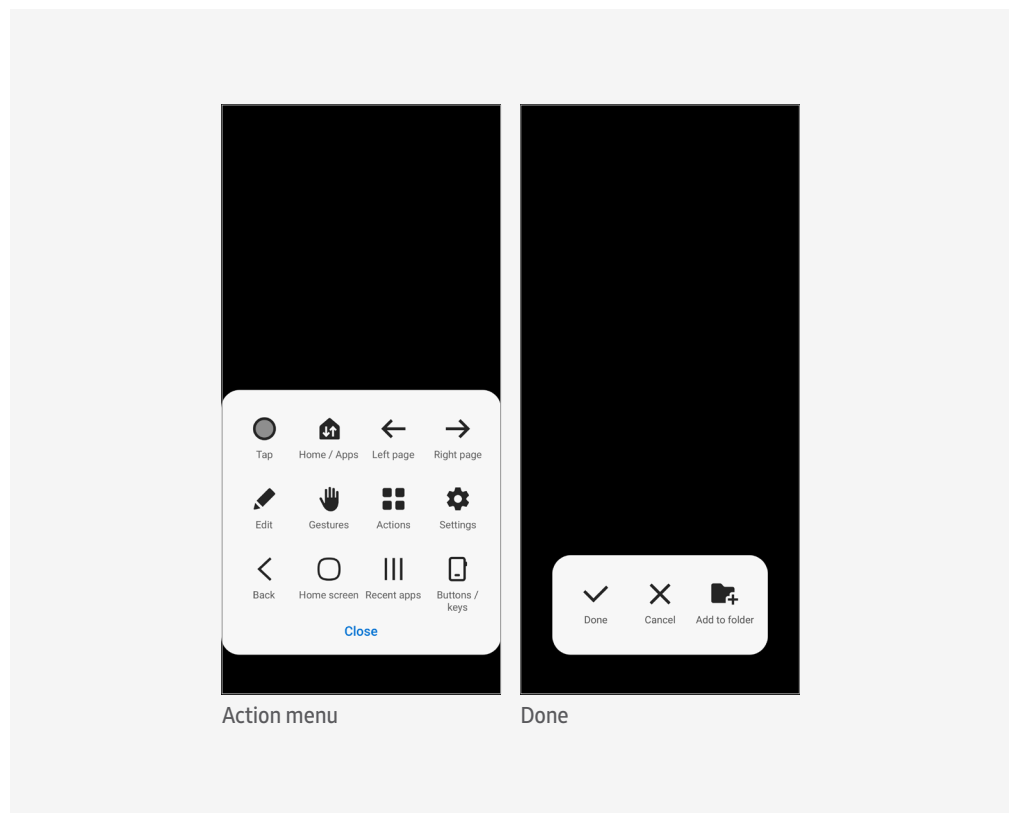 Tap
Home / Apps
Left page
Right page
Edit
Gestures
Actions
Settings
Back
Home screen
Recent apps
Buttons /
keys
Close
Done
Cancel
Add to folder
Action menu
Done